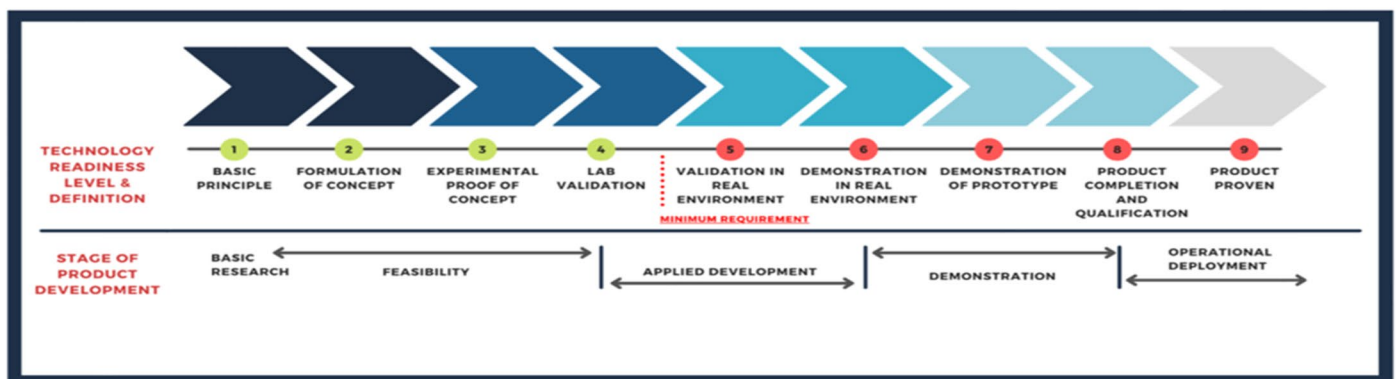 TECHNOLOGY
READINESS
LEVEL &
DEFINITION
1
BASIC
PRINCIPLE
2
FORMULATION
OF CONCEPT
3
EXPERIMENTAL
PROOF OF
CONCEPT
4
LAB
VALIDATION
5
VALIDATION IN
REAL
ENVIRONMENT
MINIMUM REQUIREMENT
6
DEMONSTRATION
IN REAL
ENVIRONMENT
7
DEMONSTRATION
OF PROTOTYPE
8
PRODUCT
COMPLETION
AND
QUALIFICATION
9
PRODUCT
PROVEN
STAGE OF
PRODUCT
DEVELOPMENT
BASIC
RESEARCH
FEASIBILITY
APPLIED DEVELOPMENT
DEMONSTRATION
OPERATIONAL
DEPLOYMENT